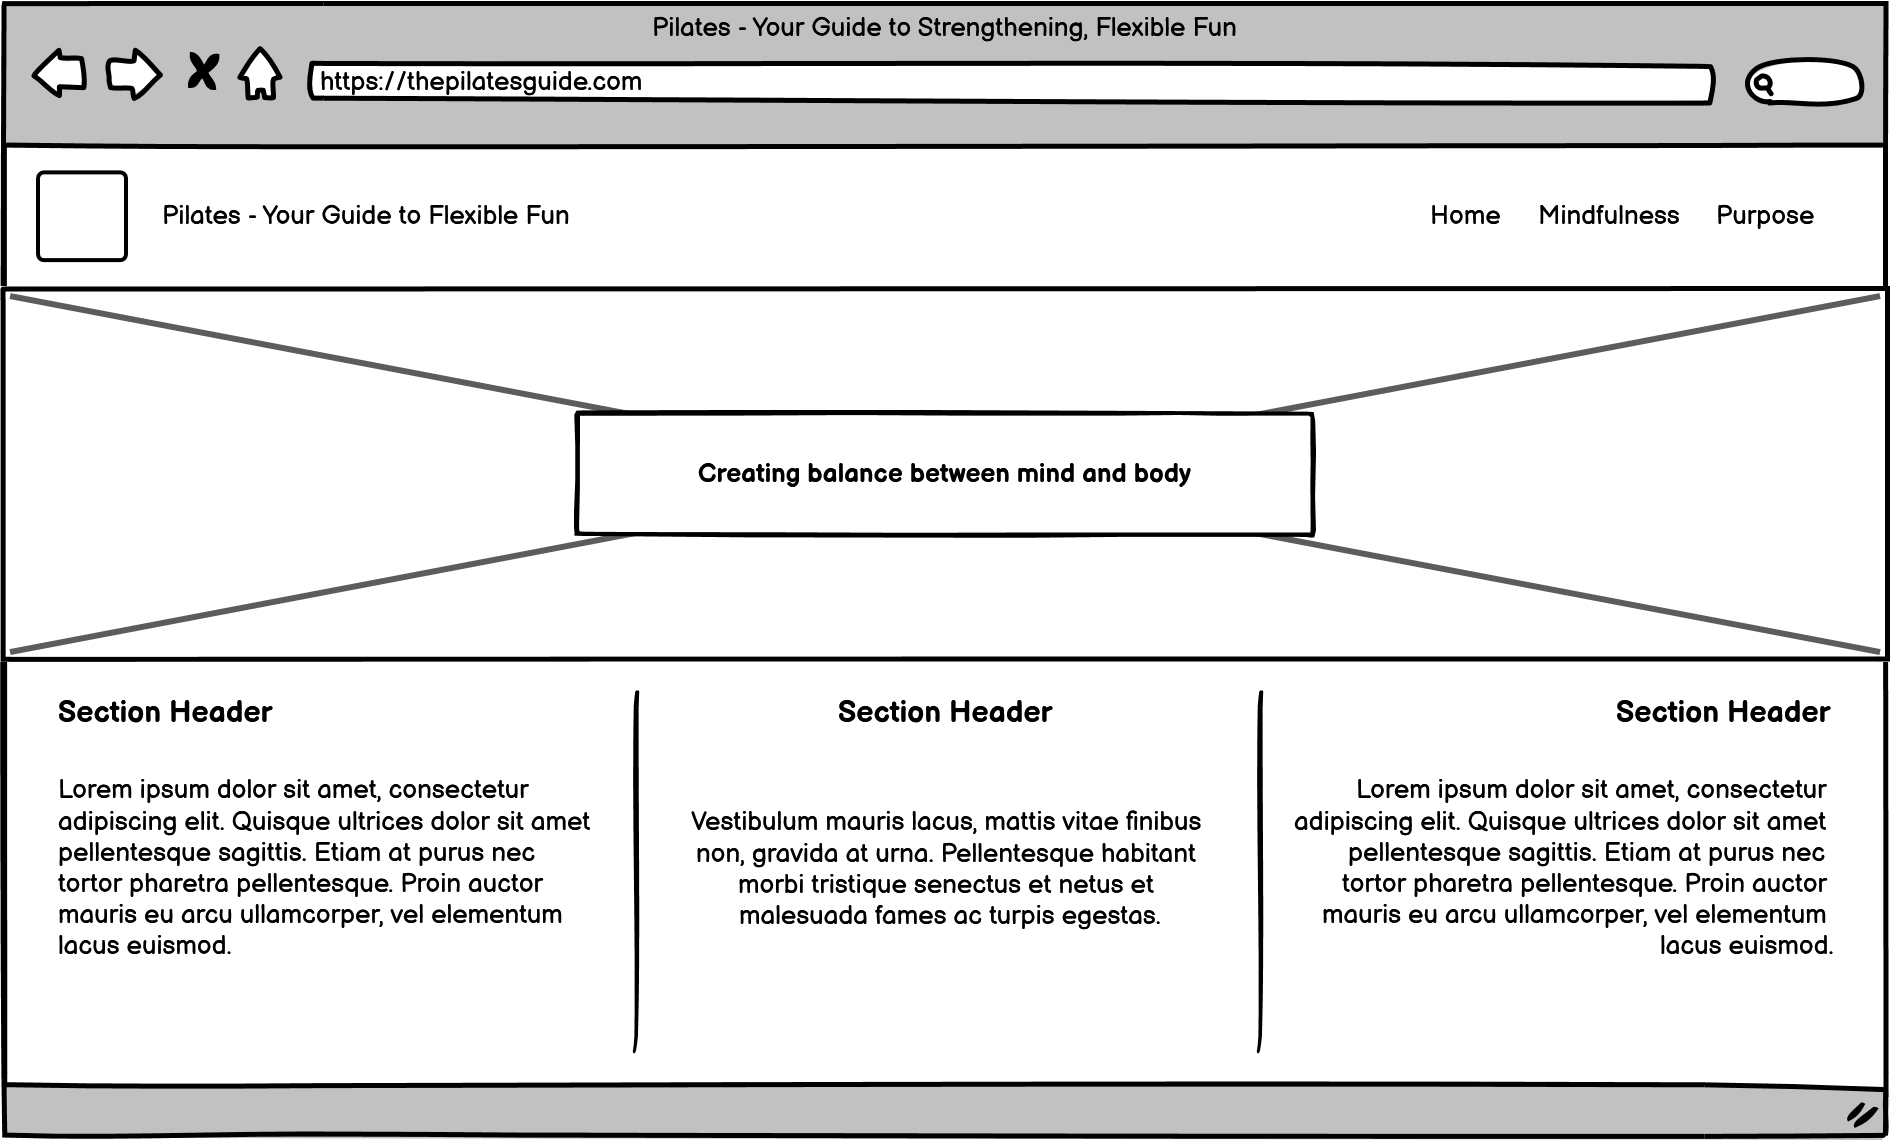 Pilates - Your Guide to Strengthening, Flexible Fun
https://thepilatesguide.com
Pilates - Your Guide to Flexible Fun
Home Mindfulness Purpose
Creating balance between mind and body
Section Header
Lorem ipsum dolor sit amet, consectetur
adipiscing elit. Quisque ultrices dolor sit amet
pellentesque sagittis. Etiam at purus nec
tortor pharetra pellentesque. Proin auctor
mauris eu arcu ullamcorper, vel elementum
lacus euismod.
Section Header
Vestibulum mauris lacus, mattis vitae finibus
non, gravida at urna. Pellentesque habitant
morbi tristique senectus et netus et
malesuada fames ac turpis egestas.
Section Header
Lorem ipsum dolor sit amet, consectetur
adipiscing elit. Quisque ultrices dolor sit amet
pellentesque sagittis. Etiam at purus nec
tortor pharetra pellentesque. Proin auctor
mauris eu arcu ullamcorper, vel elementum
lacus euismod.